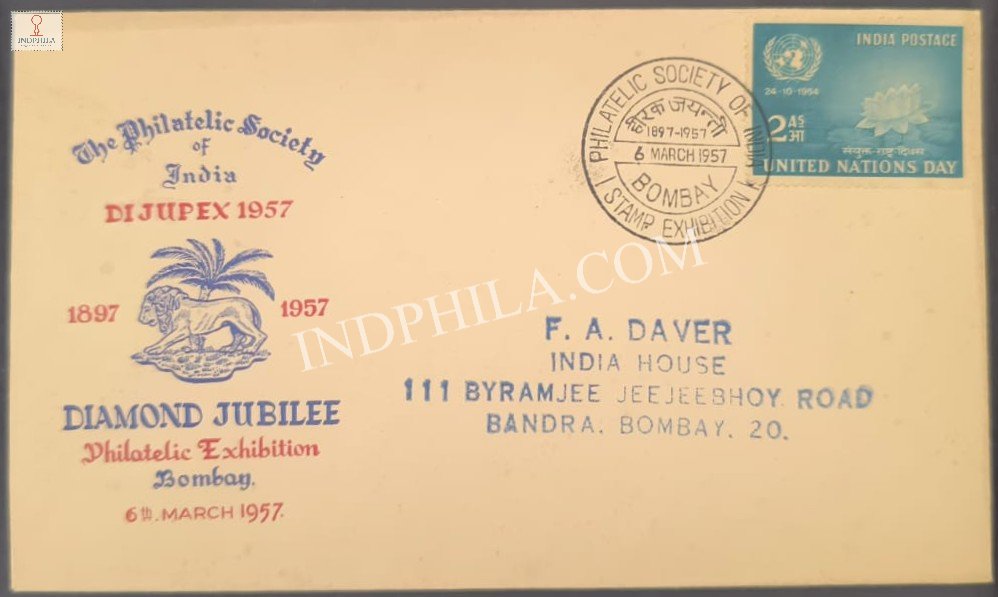 INDPHILA
The Philatelic Society
of
India
DIJUPEX 1957
1897 1957
DIAMOND JUBILEE
Philatelic Exhibition
Bombay.
6th. MARCH 1957.
PHILATELIC SOCIETY OF INDIA
हीरक जयन्ती
1897-1957
6 MARCH 1957
BOMBAY
STAMP EXHIBITION
INDIA POSTAGE
24-10-1954
2 AS
आ
संयुक्त-राष्ट्र-दिवस
UNITED NATIONS DAY
INDPHILA.COM
F. A. DAVER
INDIA HOUSE
111 BYRAMJEE JEEJEEBHOY ROAD
BANDRA. BOMBAY. 20.